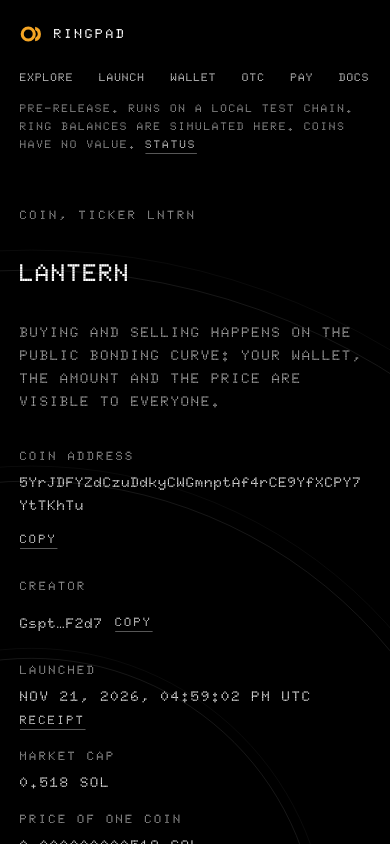 RINGPAD
EXPLORE LAUNCH WALLET OTC PAY DOCS
PRE-RELEASE. RUNS ON A LOCAL TEST CHAIN.
RING BALANCES ARE SIMULATED HERE. COINS
HAVE NO VALUE. STATUS
COIN, TICKER LNTRN
LANTERN
BUYING AND SELLING HAPPENS ON THE
PUBLIC BONDING CURVE: YOUR WALLET,
THE AMOUNT AND THE PRICE ARE
VISIBLE TO EVERYONE.
COIN ADDRESS
5YrJDFYZdCzuDdkyCWGmnptAf4rCE9YfXCPY7
YtTKhTu
COPY
CREATOR
Gspt…F2d7 COPY
LAUNCHED
NOV 21, 2026, 04:59:02 PM UTC
RECEIPT
MARKET CAP
0.518 SOL
PRICE OF ONE COIN